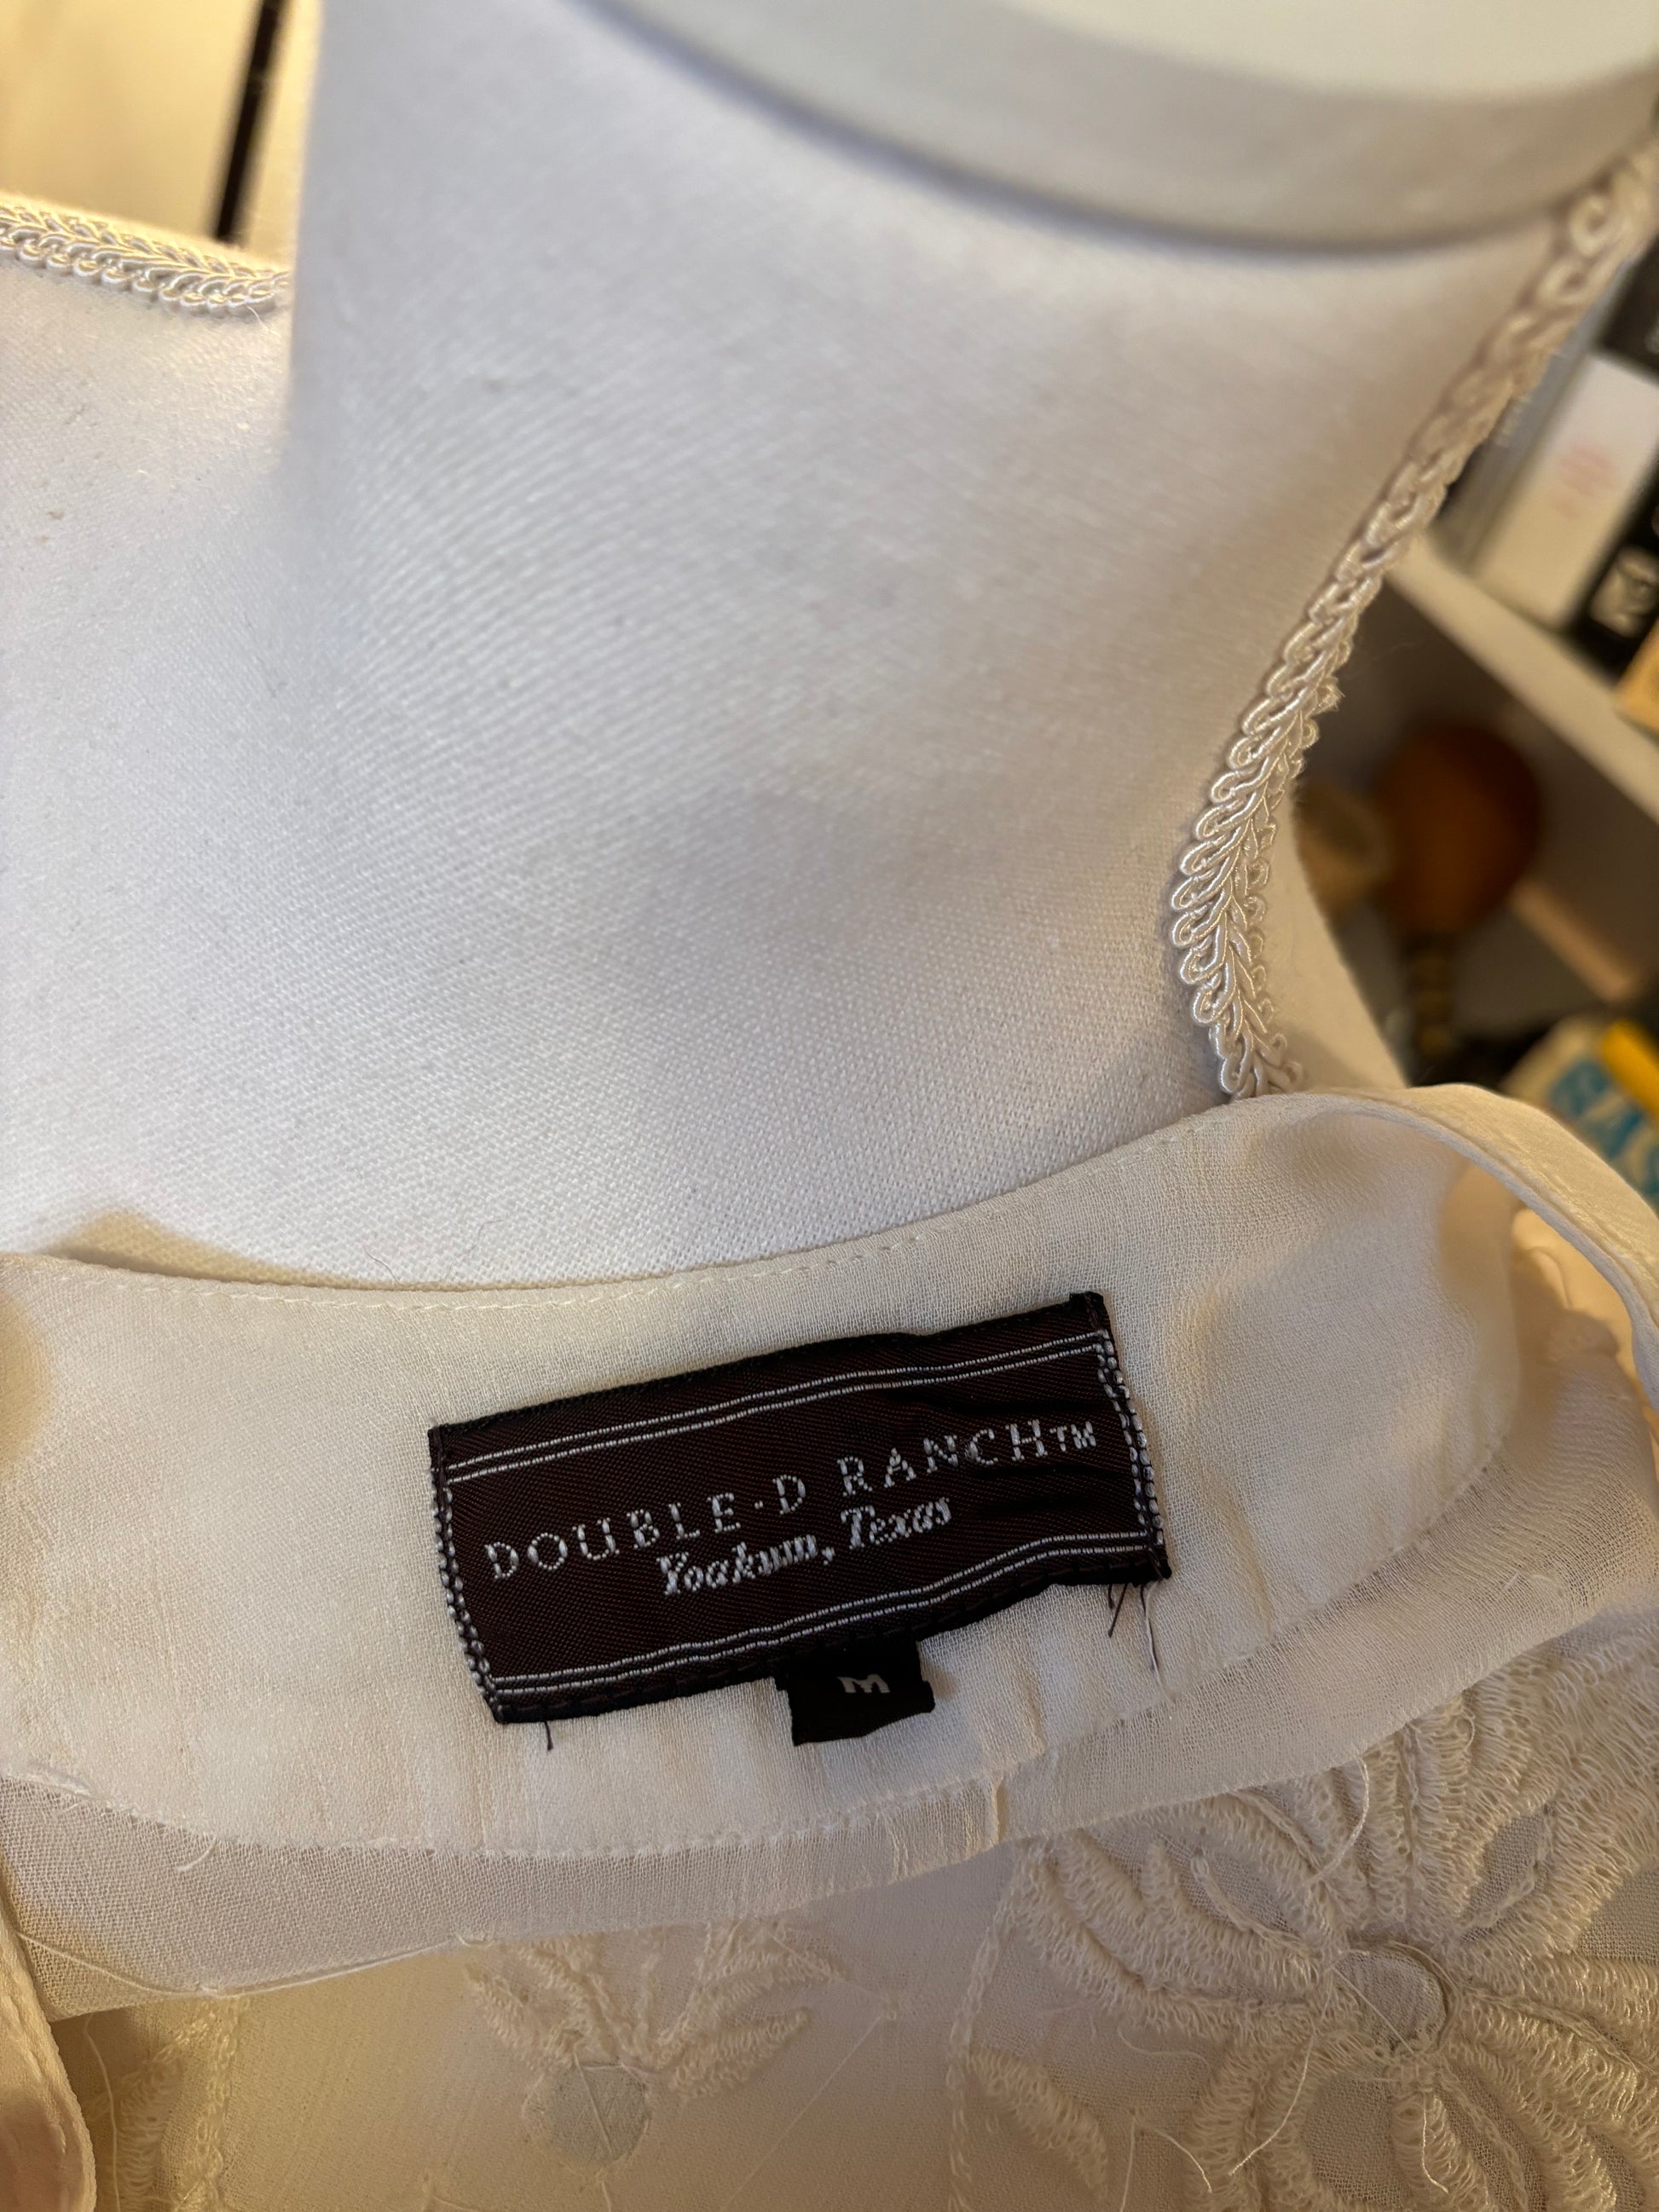 DOUBLE·D RANCH™
Yoakum, Texas
M